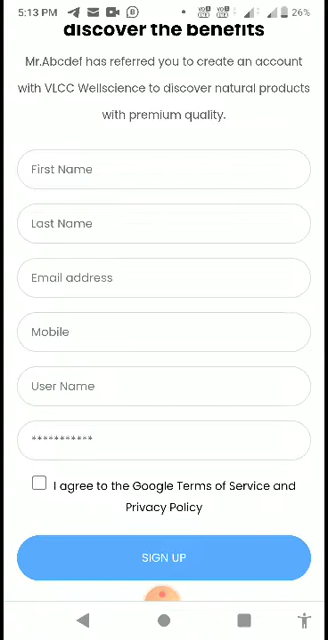 5:13 PM 26%
discover the benefits
Mr.Abcdef has referred you to create an account
with VLCC Wellscience to discover natural products
with premium quality.
First Name
Last Name
Email address
Mobile
User Name
***********
I agree to the Google Terms of Service and
Privacy Policy
SIGN UP